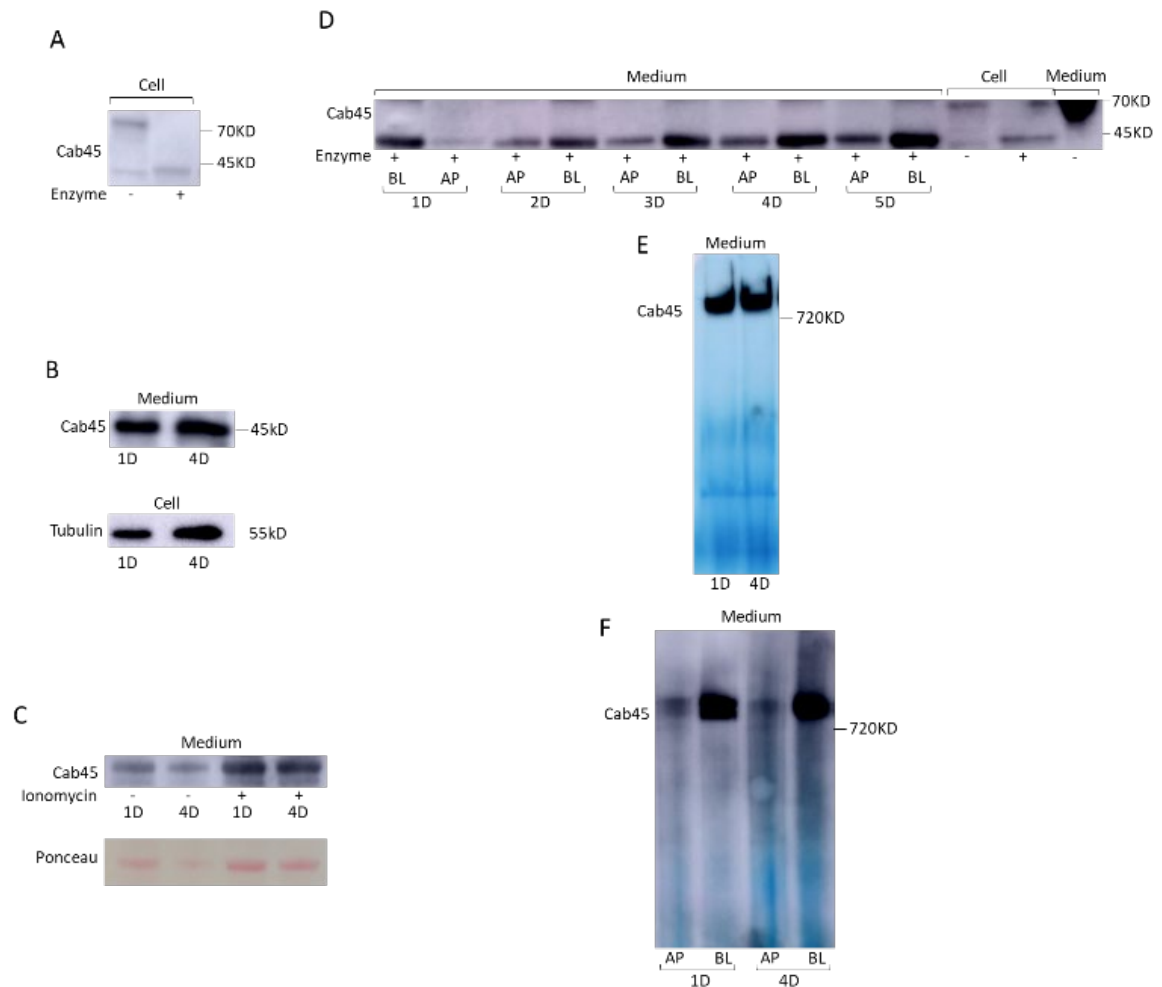 A
Cell
Cab45
70KD
45KD
Enzyme - +
D
Medium Cell Medium
Cab45
70KD
45KD
Enzyme + + + + + + + + + + - + -
BL AP AP BL AP BL AP BL AP BL
1D 2D 3D 4D 5D
E
Medium
Cab45
720KD
1D 4D
B
Medium
Cab45 45kD
1D 4D
Cell
Tubulin 55kD
1D 4D
F
Medium
Cab45
720KD
AP BL AP BL
1D 4D
C
Medium
Cab45
Ionomycin - - + +
1D 4D 1D 4D
Ponceau